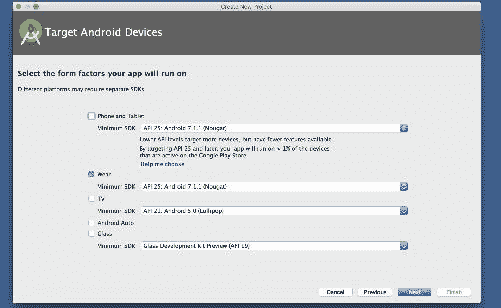 Create New Project
Target Android Devices
Select the form factors your app will run on
Different platforms may require separate SDKs
Phone and Tablet
Minimum SDK API 25: Android 7.1.1 (Nougat)
Lower API levels target more devices, but have fewer features available.
By targeting API 25 and later, your app will run on < 1% of the devices
that are active on the Google Play Store.
Help me choose
Wear
Minimum SDK API 25: Android 7.1.1 (Nougat)
TV
Minimum SDK API 21: Android 5.0 (Lollipop)
Android Auto
Glass
Minimum SDK Glass Development Kit Preview (API 19)
Cancel Previous Next Finish